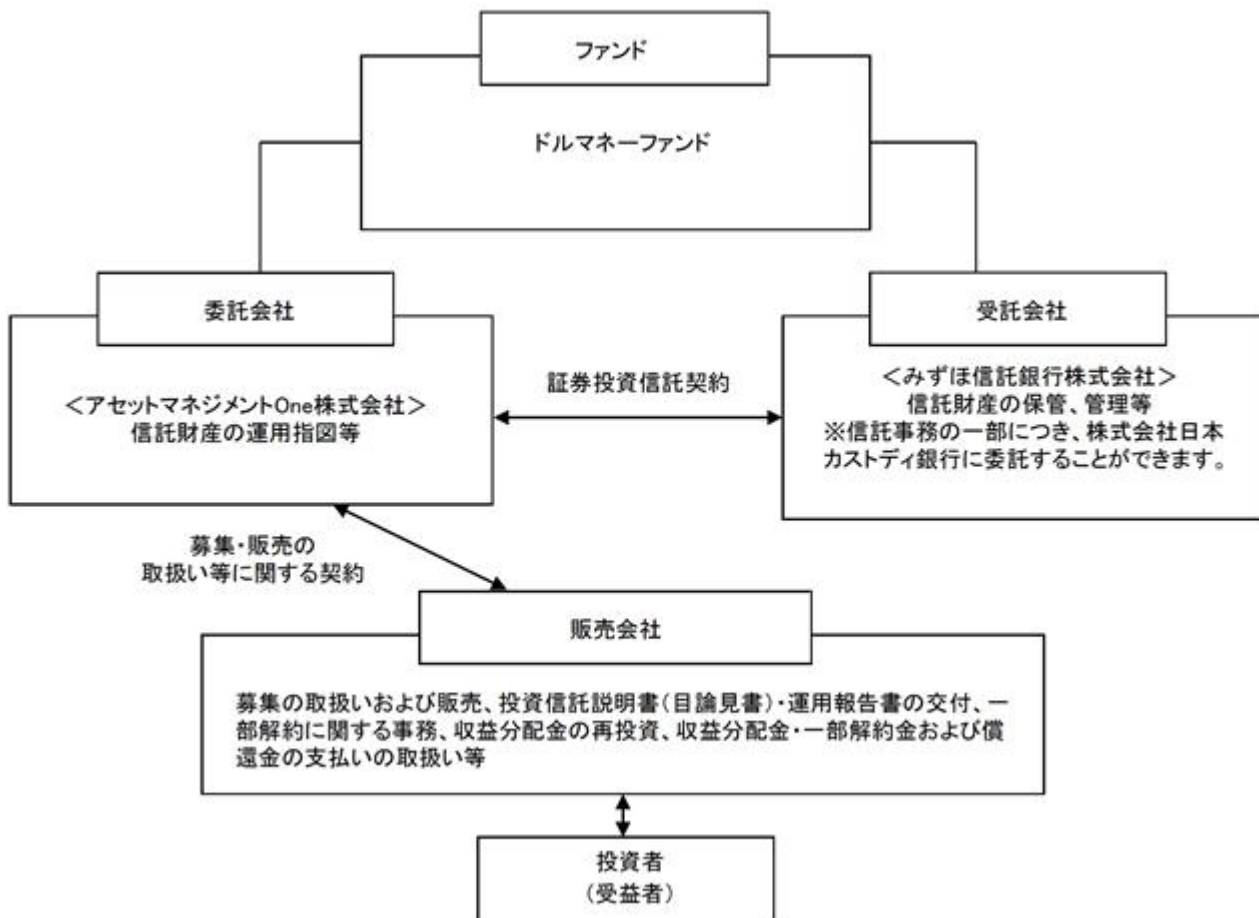 ファンド
ドルマネーファンド
委託会社
<アセットマネジメントOne株式会社>
信託財産の運用指図等
証券投資信託契約
受託会社
<みずほ信託銀行株式会社>
信託財産の保管、管理等
※信託事務の一部につき、株式会社日本
カストディ銀行に委託することができます。
募集・販売の
取扱い等に関する契約
販売会社
募集の取扱いおよび販売、投資信託説明書(目論見書)・運用報告書の交付、一
部解約に関する事務、収益分配金の再投資、収益分配金・一部解約金および償
還金の支払いの取扱い等
投資者
(受益者)